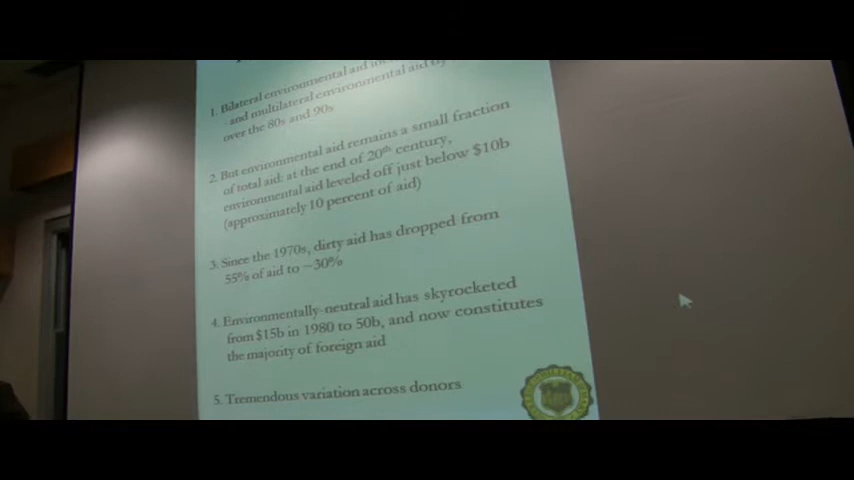 1. Bilateral environmental aid
- and multilateral environmental aid by
over the 80s and 90s
2. But environmental aid remains a small fraction
of total aid: at the end of 20th century,
environmental aid leveled off just below $10b
(approximately 10 percent of aid)
3. Since the 1970s, dirty aid has dropped from
55% of aid to ~30%
4. Environmentally-neutral aid has skyrocketed
from $15b in 1980 to 50b, and now constitutes
the majority of foreign aid
5. Tremendous variation across donors